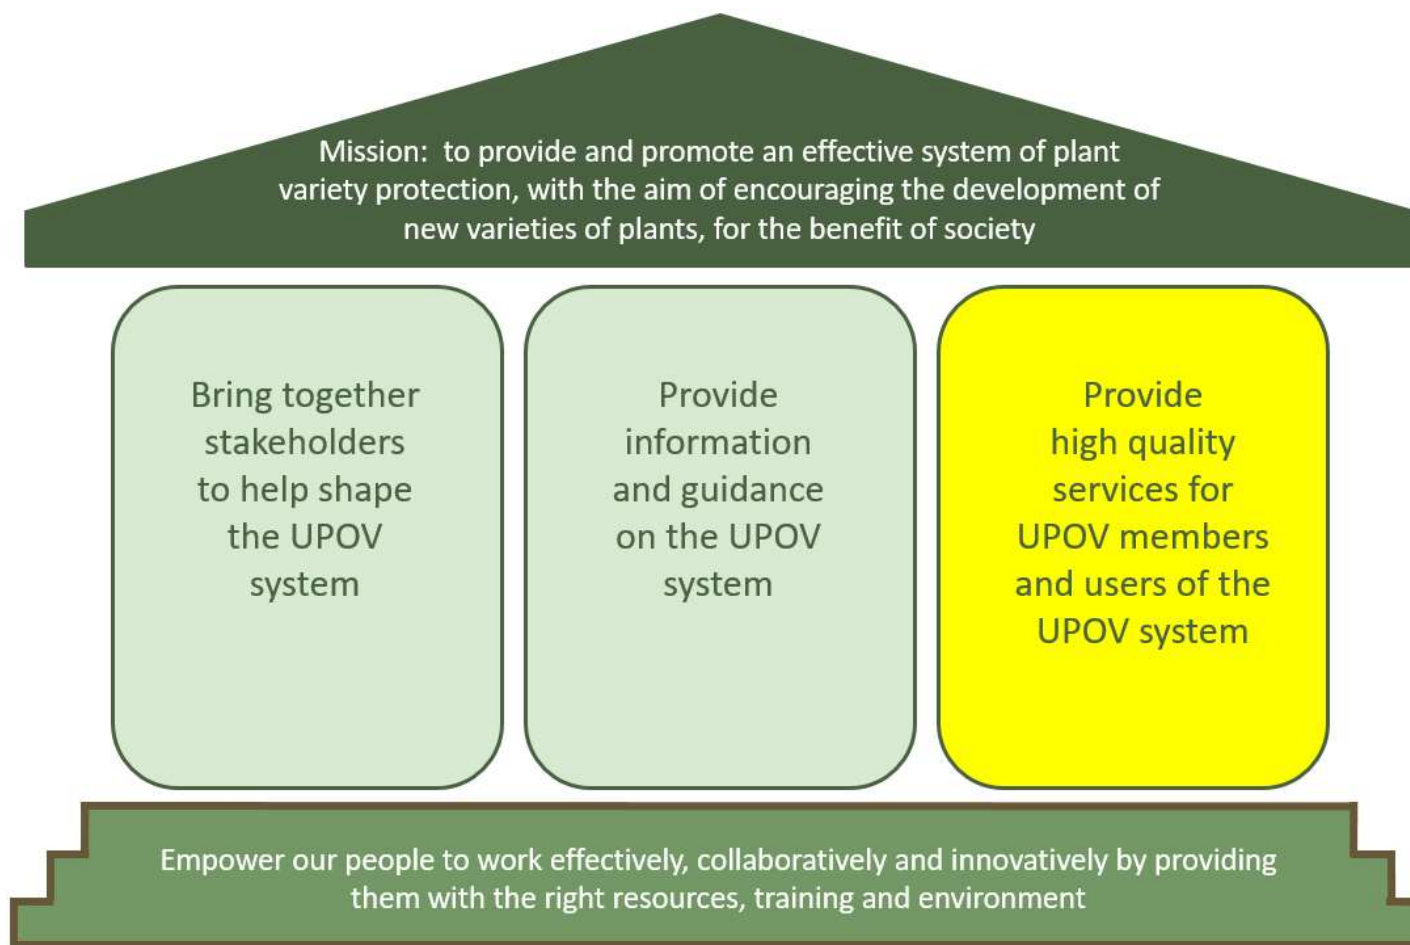 Mission:  to provide and promote an effective system of plant
variety protection, with the aim of encouraging the development of
new varieties of plants, for the benefit of society
Bring together
stakeholders
to help shape
the UPOV
system
Provide
information
and guidance
on the UPOV
system
Provide
high quality
services for
UPOV members
and users of the
UPOV system
Empower our people to work effectively, collaboratively and innovatively by providing
them with the right resources, training and environment